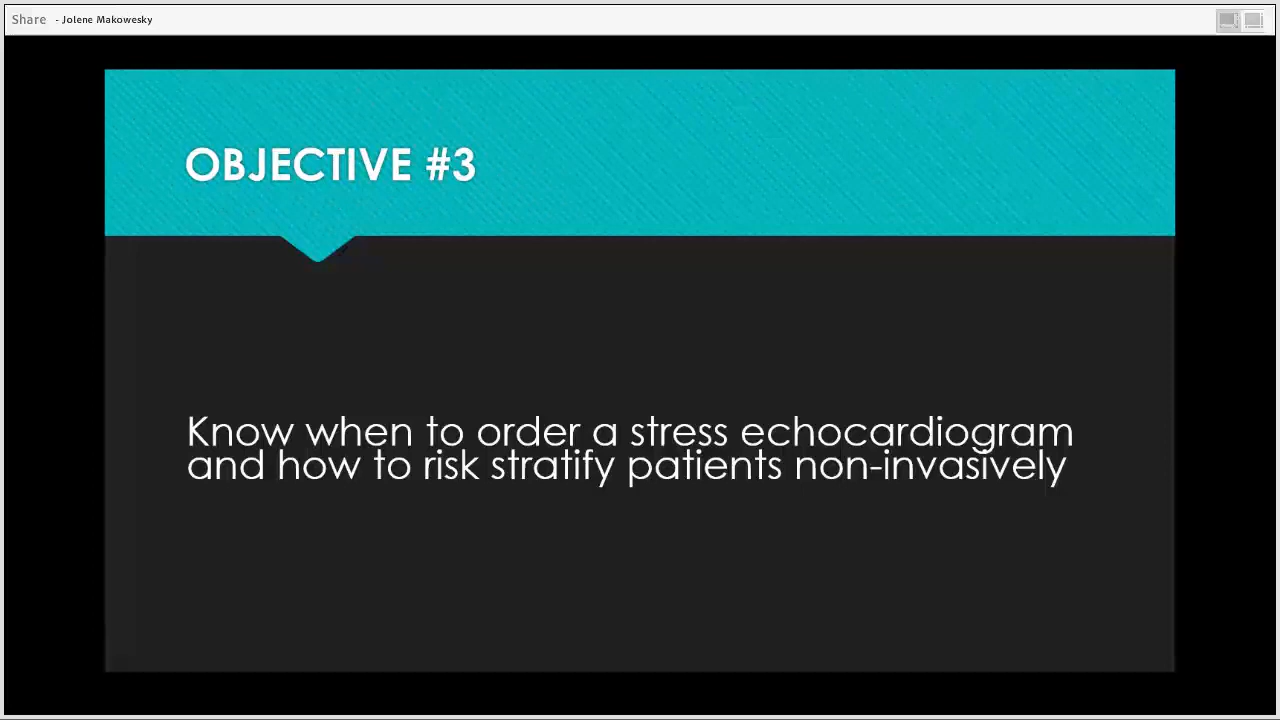 Share - Jolene Makowesky
OBJECTIVE #3
Know when to order a stress echocardiogram
and how to risk stratify patients non-invasively